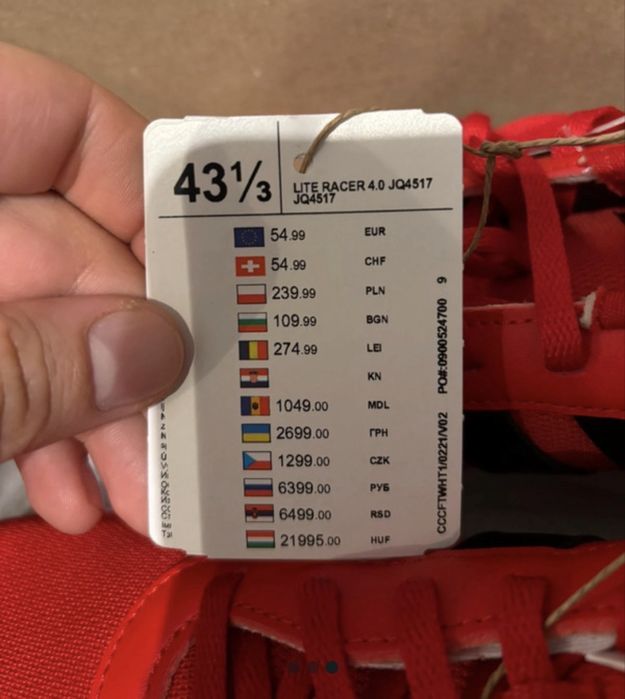 43⅓
LITE RACER 4.0 JQ4517
JQ4517
54.99 EUR
54.99 CHF
239.99 PLN
109.99 BGN
274.99 LEI
KN
1049.00 MDL
2699.00 ГРН
1299.00 CZK
6399.00 РУБ
6499.00 RSD
21995.00 HUF
CCCFTWHT1/0221/V02 PO#:0900524700 9